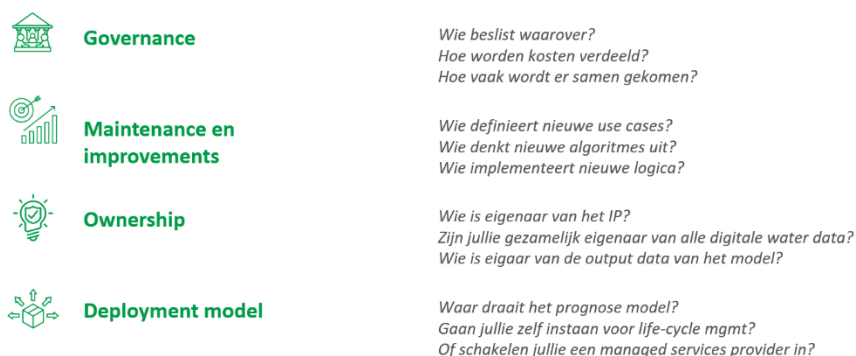 Governance
Wie beslist waarover?
Hoe worden kosten verdeeld?
Hoe vaak wordt er samen gekomen?
Maintenance en
improvements
Wie definieert nieuwe use cases?
Wie denkt nieuwe algoritmes uit?
Wie implementeert nieuwe logica?
Ownership
Wie is eigenaar van het IP?
Zijn jullie gezamelijk eigenaar van alle digitale water data?
Wie is eigaar van de output data van het model?
Deployment model
Waar draait het prognose model?
Gaan jullie zelf instaan voor life-cycle mgmt?
Of schakelen jullie een managed services provider in?